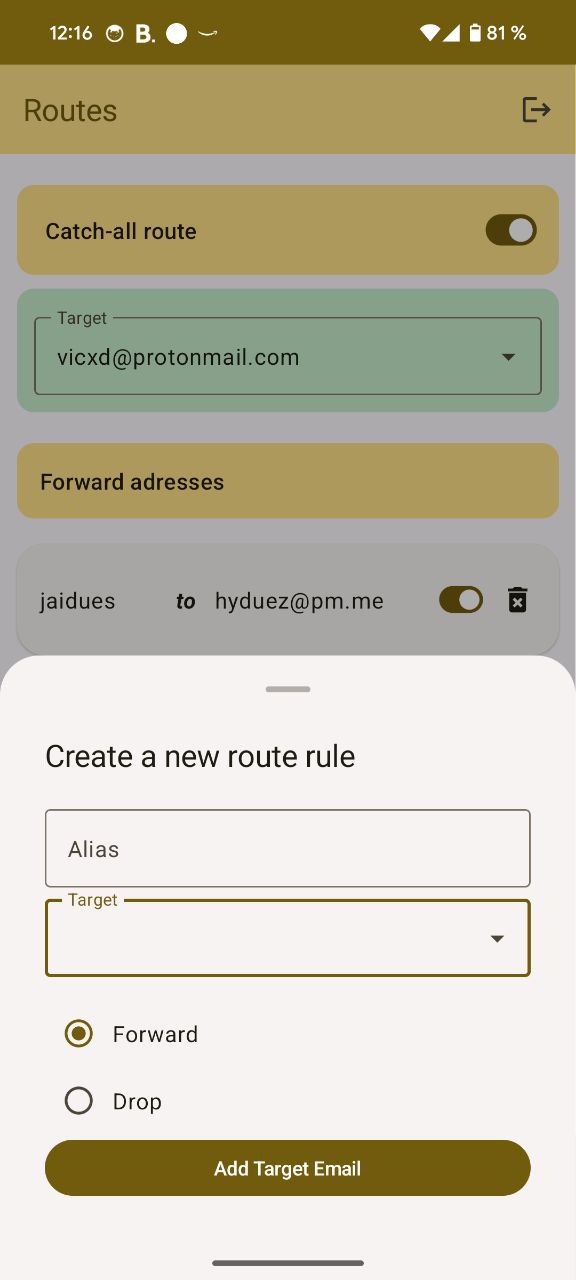 12:16 B. 81 %
Routes
Catch-all route
Target
vicxd@protonmail.com
Forward adresses
jaidues to hyduez@pm.me
Create a new route rule
Alias
Target
Forward
Drop
Add Target Email